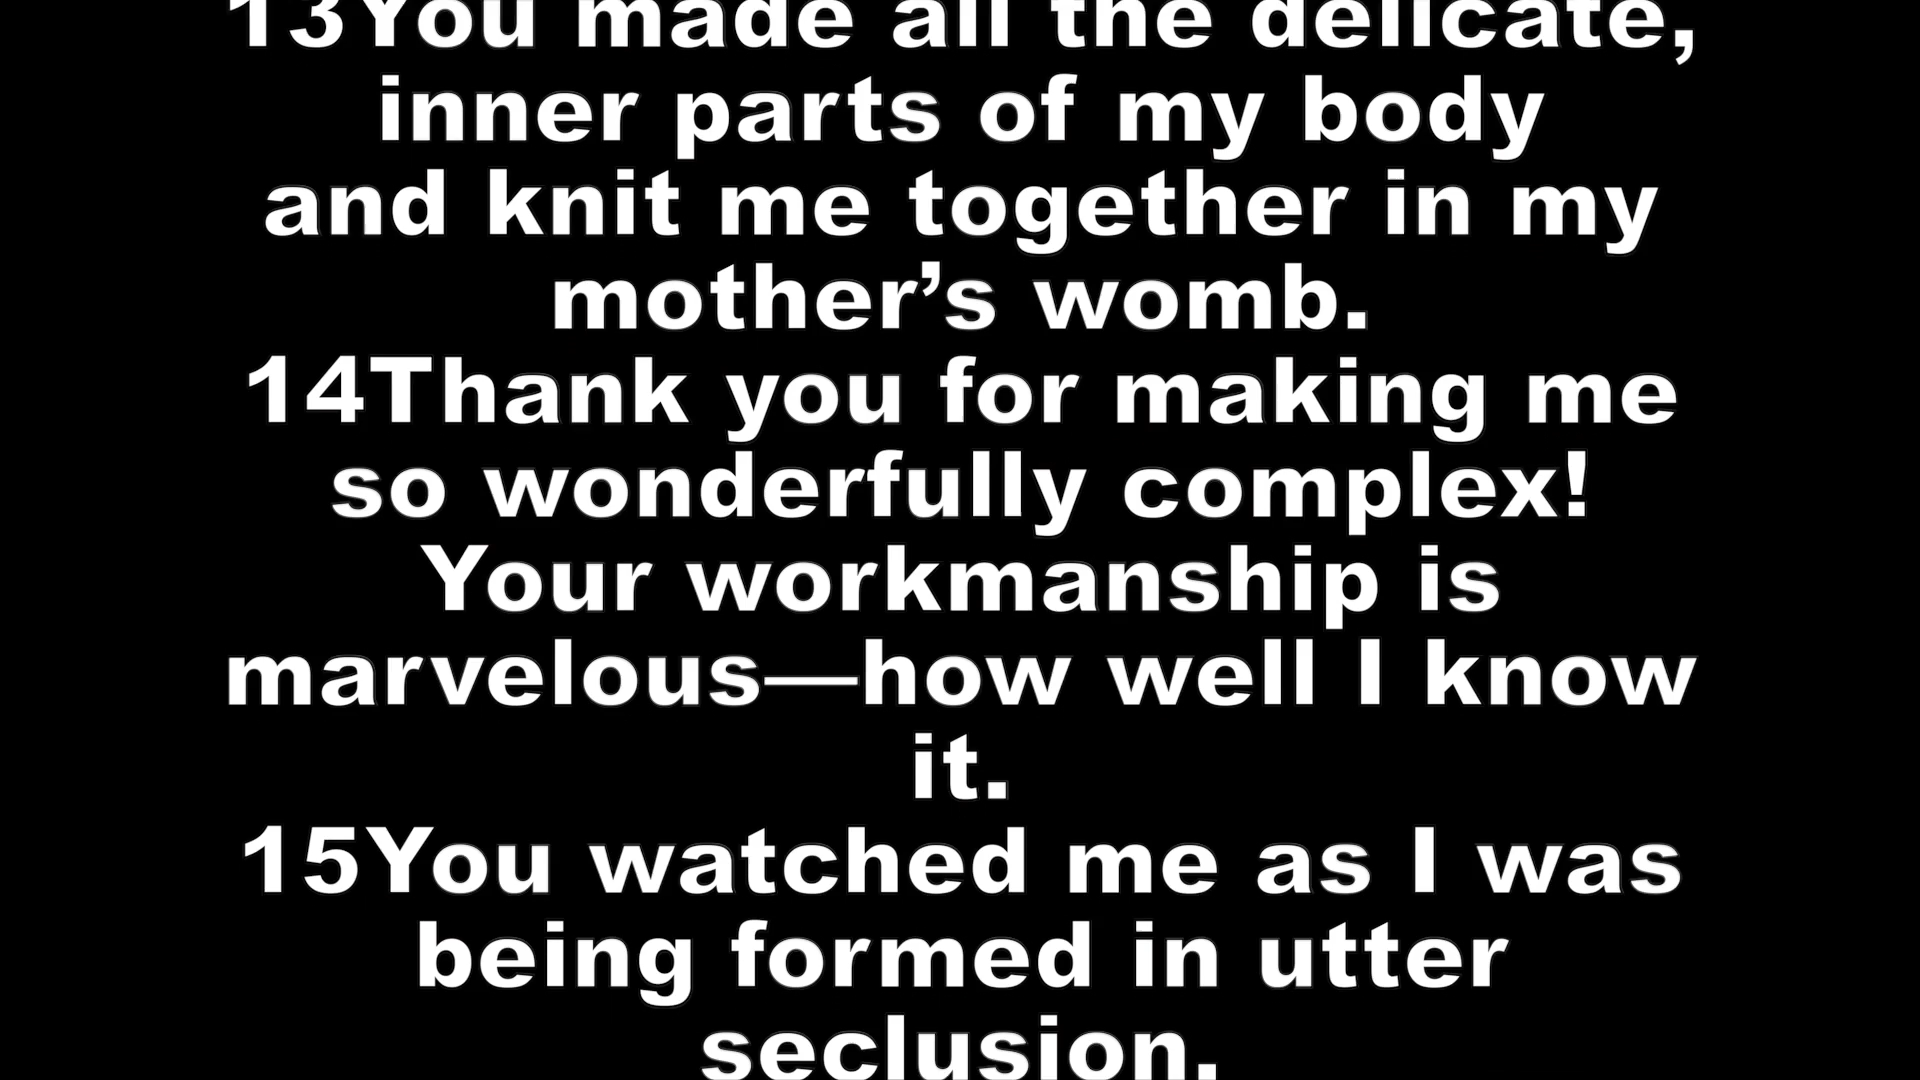 13You made all the delicate,
inner parts of my body
and knit me together in my
mother’s womb.
14Thank you for making me
so wonderfully complex!
Your workmanship is
marvelous—how well I know
it.
15You watched me as I was
being formed in utter
seclusion,